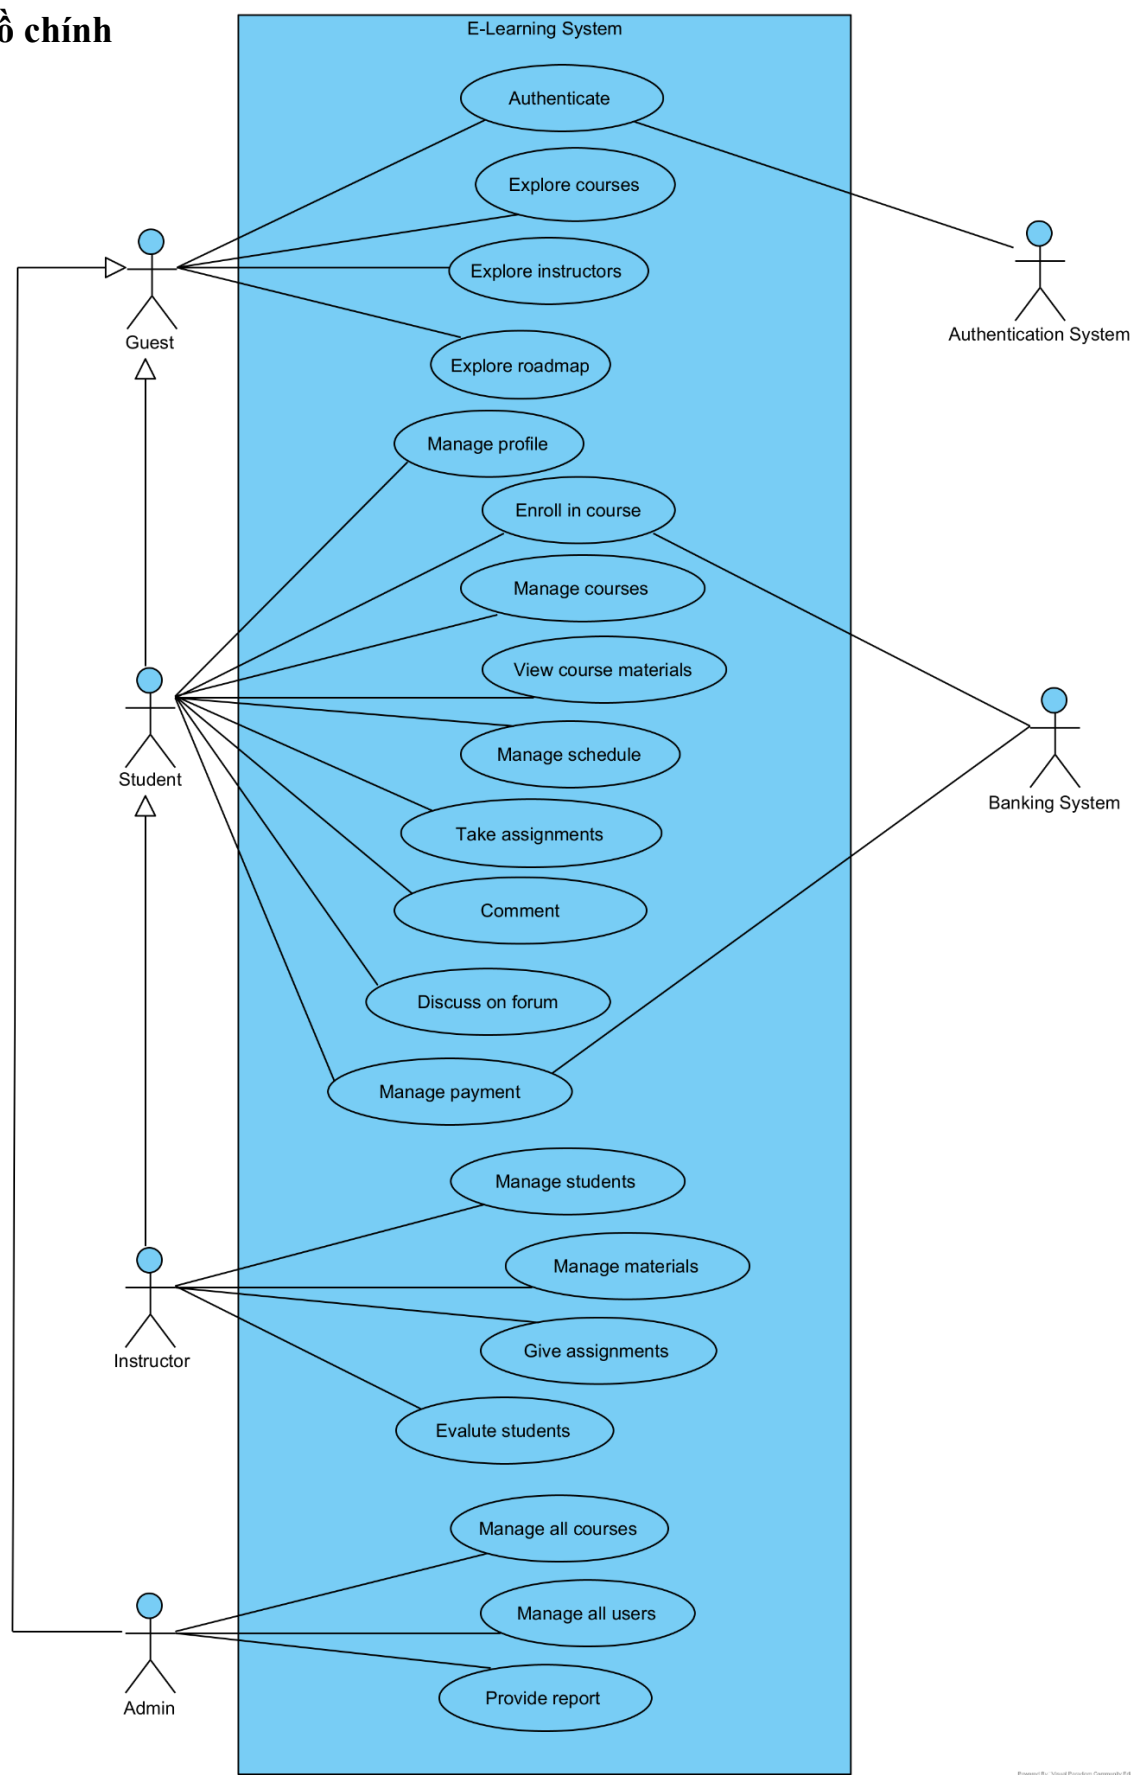 ồ chính
E-Learning System
Authenticate
Explore courses
Explore instructors
Guest
Authentication System
Explore roadmap
Manage profile
Enroll in course
Manage courses
View course materials
Manage schedule
Student
Banking System
Take assignments
Comment
Discuss on forum
Manage payment
Manage students
Manage materials
Give assignments
Instructor
Evalute students
Manage all courses
Manage all users
Provide report
Admin